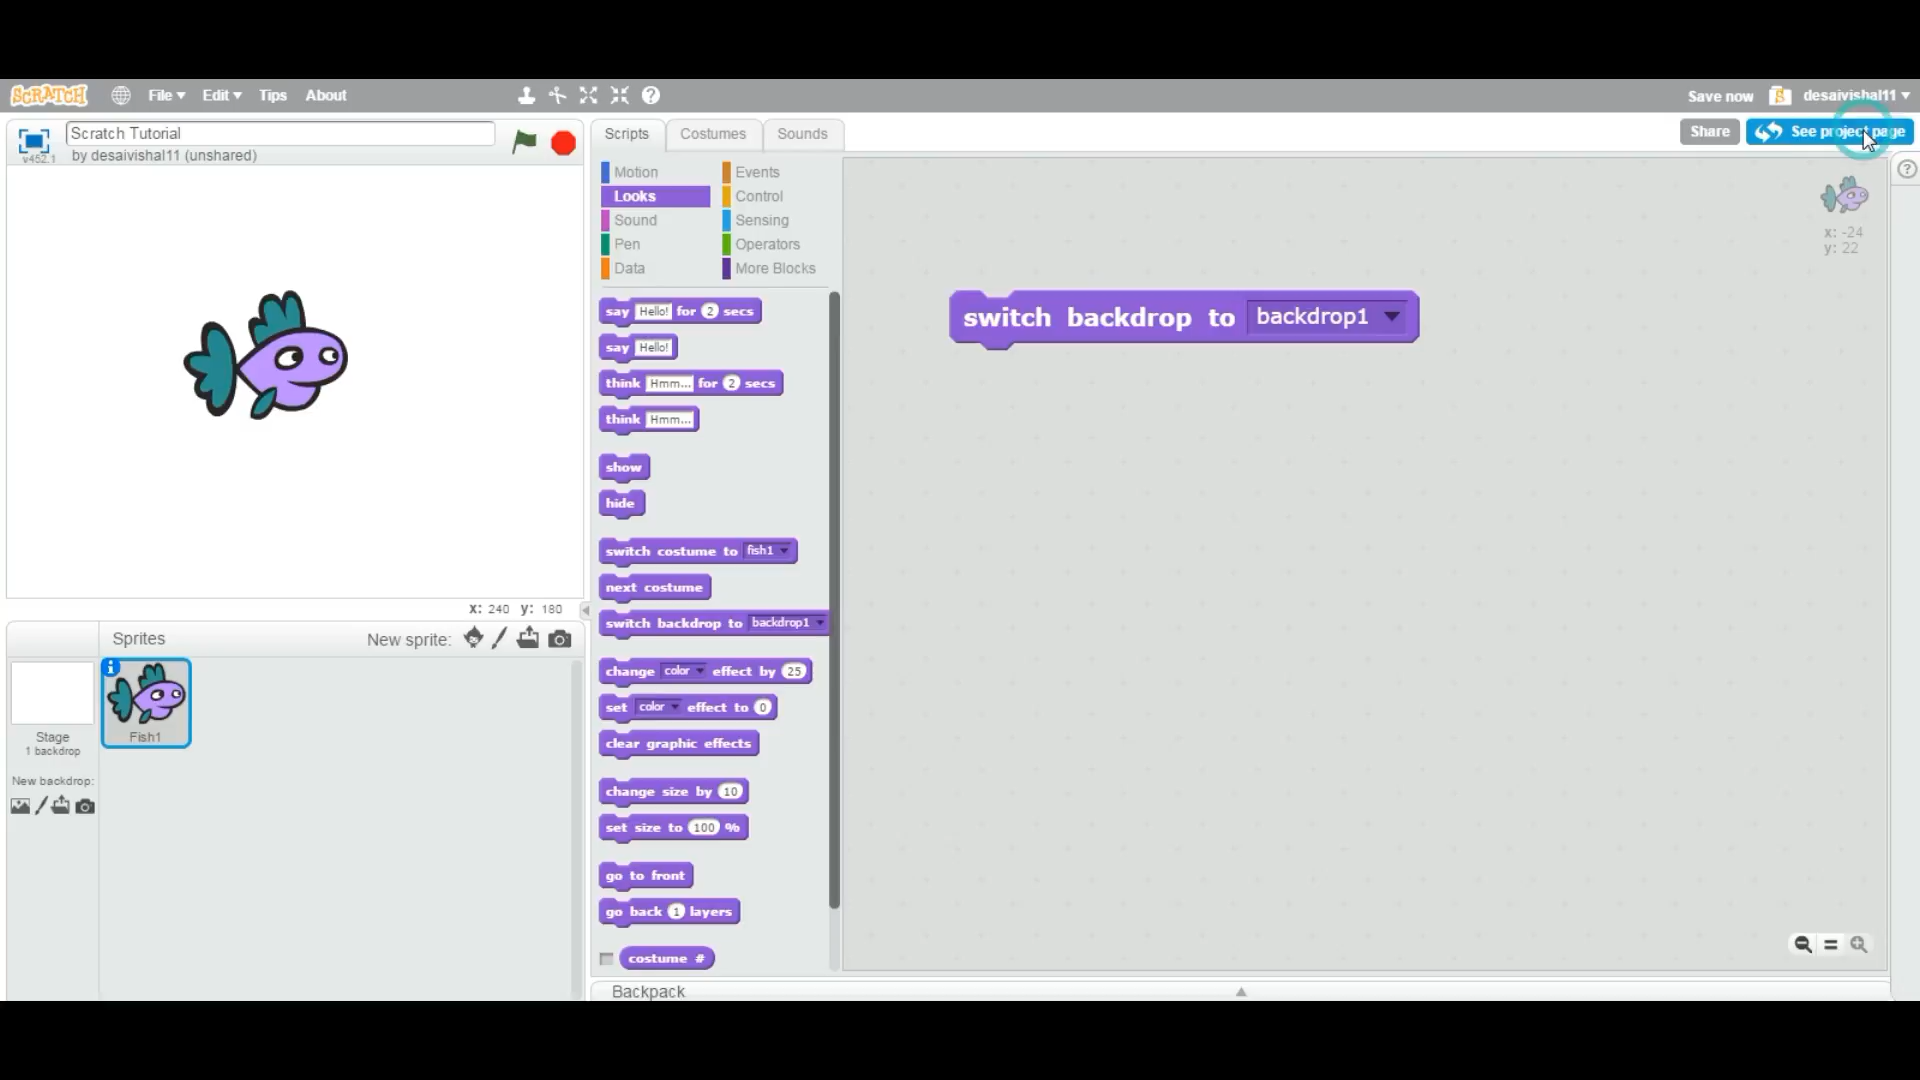 SCRATCH File Edit Tips About Save now desaivishal11
Scratch Tutorial
by desaivishal11 (unshared)
v452.1
Share See project page
Scripts Costumes Sounds
Motion Events
Looks Control
Sound Sensing
Pen Operators
Data More Blocks
say Hello! for 2 secs
say Hello!
think Hmm... for 2 secs
think Hmm...
show
hide
switch costume to fish1
next costume
switch backdrop to backdrop1
change color effect by 25
set color effect to 0
clear graphic effects
change size by 10
set size to 100 %
go to front
go back 1 layers
costume #
switch backdrop to backdrop1
x: -24
y: 22
x: 240 y: 180
Sprites New sprite:
Fish1
Stage
1 backdrop
New backdrop:
Backpack